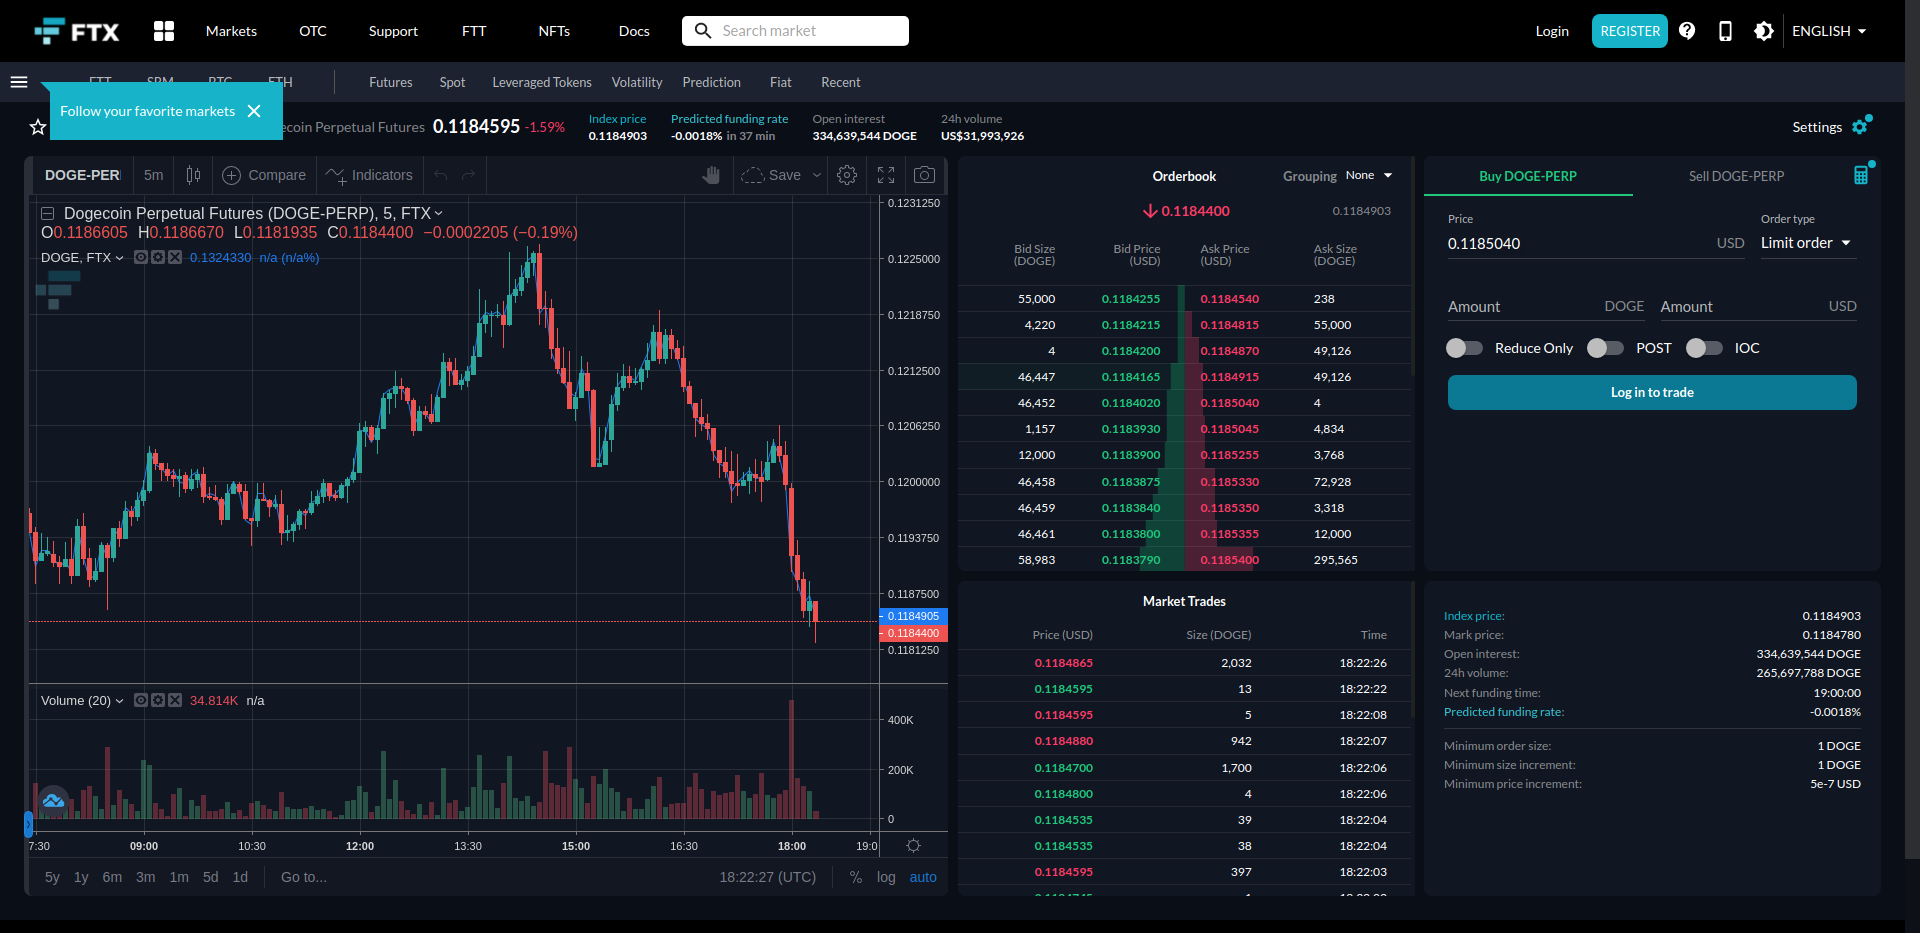 FTX
Markets
OTC
Support
FTT
NFTs
Docs
Search market
Login
REGISTER
ENGLISH
Futures
Spot
Leveraged Tokens
Volatility
Prediction
Fiat
Recent
Follow your favorite markets
ecoin Perpetual Futures
0.1184595 -1.59%
Index price
0.1184903
Predicted funding rate
-0.0018% in 37 min
Open interest
334,639,544 DOGE
24h volume
US$31,993,926
Settings
DOGE-PER
5m
Compare
Indicators
Save
Dogecoin Perpetual Futures (DOGE-PERP), 5, FTX
O0.1186605 H0.1186670 L0.1181935 C0.1184400 −0.0002205 (−0.19%)
DOGE, FTX 0.1324330 n/a (n/a%)
0.1231250
0.1225000
0.1218750
0.1212500
0.1206250
0.1200000
0.1193750
0.1187500
0.1184905
0.1184400
0.1181250
Volume (20) 34.814K n/a
400K
200K
0
7:30 09:00 10:30 12:00 13:30 15:00 16:30 18:00 19:0
5y 1y 6m 3m 1m 5d 1d Go to... 18:22:27 (UTC) % log auto
Orderbook
Grouping None
0.1184400 0.1184903
Bid Size (DOGE) Bid Price (USD) Ask Price (USD) Ask Size (DOGE)
55,000 0.1184255 0.1184540 238
4,220 0.1184215 0.1184815 55,000
4 0.1184200 0.1184870 49,126
46,447 0.1184165 0.1184915 49,126
46,452 0.1184020 0.1185040 4
1,157 0.1183930 0.1185045 4,834
12,000 0.1183900 0.1185255 3,768
46,458 0.1183875 0.1185330 72,928
46,459 0.1183840 0.1185350 3,318
46,461 0.1183800 0.1185355 12,000
58,983 0.1183790 0.1185400 295,565
Market Trades
Price (USD) Size (DOGE) Time
0.1184865 2,032 18:22:26
0.1184595 13 18:22:22
0.1184595 5 18:22:08
0.1184880 942 18:22:07
0.1184700 1,700 18:22:06
0.1184800 4 18:22:06
0.1184535 39 18:22:04
0.1184535 38 18:22:04
0.1184595 397 18:22:03
Buy DOGE-PERP
Sell DOGE-PERP
Price
0.1185040 USD
Order type
Limit order
Amount DOGE
Amount USD
Reduce Only
POST
IOC
Log in to trade
Index price: 0.1184903
Mark price: 0.1184780
Open interest: 334,639,544 DOGE
24h volume: 265,697,788 DOGE
Next funding time: 19:00:00
Predicted funding rate: -0.0018%
Minimum order size: 1 DOGE
Minimum size increment: 1 DOGE
Minimum price increment: 5e-7 USD